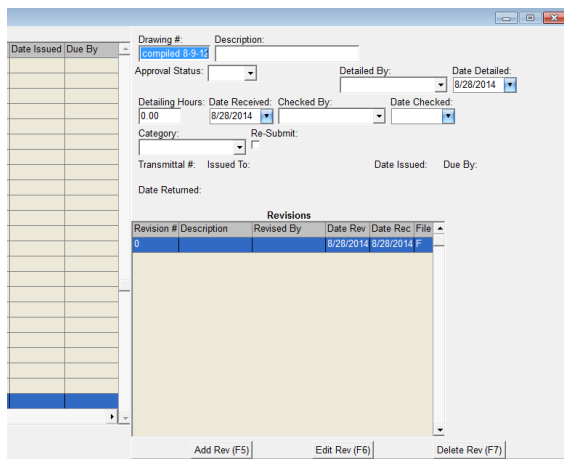 Date Issued Due By
Drawing #: Description:
compiled 8-9-12
Approval Status: Detailed By: Date Detailed:
8/28/2014
Detailing Hours: Date Received: Checked By: Date Checked:
0.00 8/28/2014
Category: Re-Submit:
Transmittal #: Issued To: Date Issued: Due By:
Date Returned:
Revisions
Revision # Description Revised By Date Rev Date Rec File
0 8/28/2014 8/28/2014 F
Add Rev (F5) Edit Rev (F6) Delete Rev (F7)